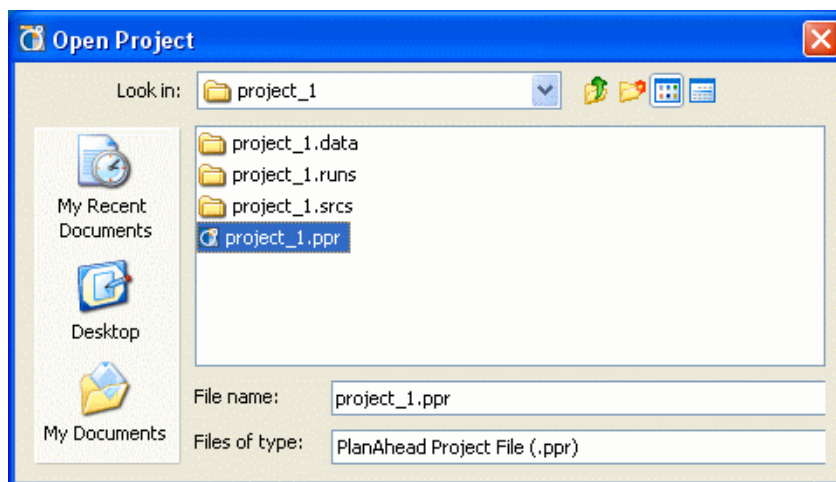 Open Project
Look in:
project_1
project_1.data
project_1.runs
project_1.srcs
project_1.ppr
My Recent
Documents
Desktop
My Documents
File name:
project_1.ppr
Files of type:
PlanAhead Project File (.ppr)